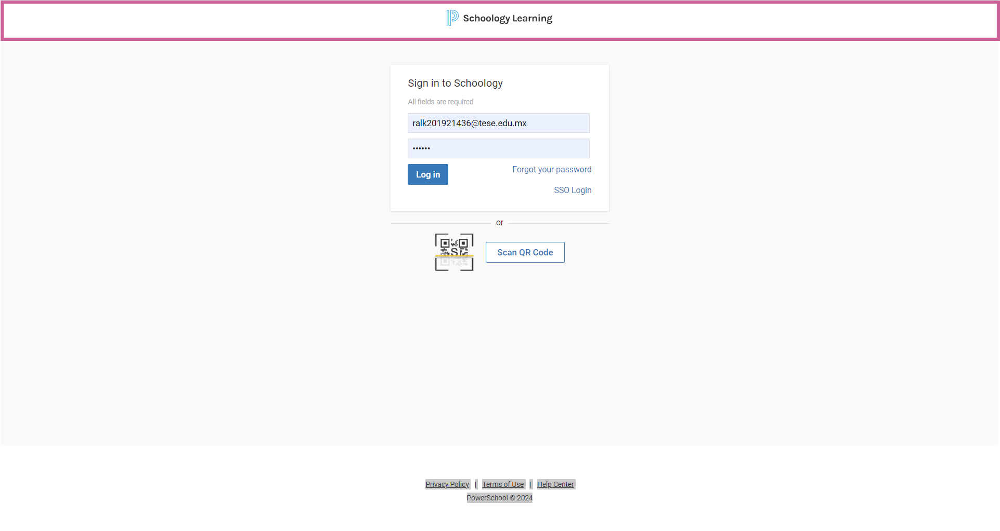 Schoology Learning
Sign in to Schoology
All fields are required
ralk201921436@tese.edu.mx
••••••
Log in
Forgot your password
SSO Login
or
Scan QR Code
Privacy Policy | Terms of Use | Help Center
PowerSchool © 2024